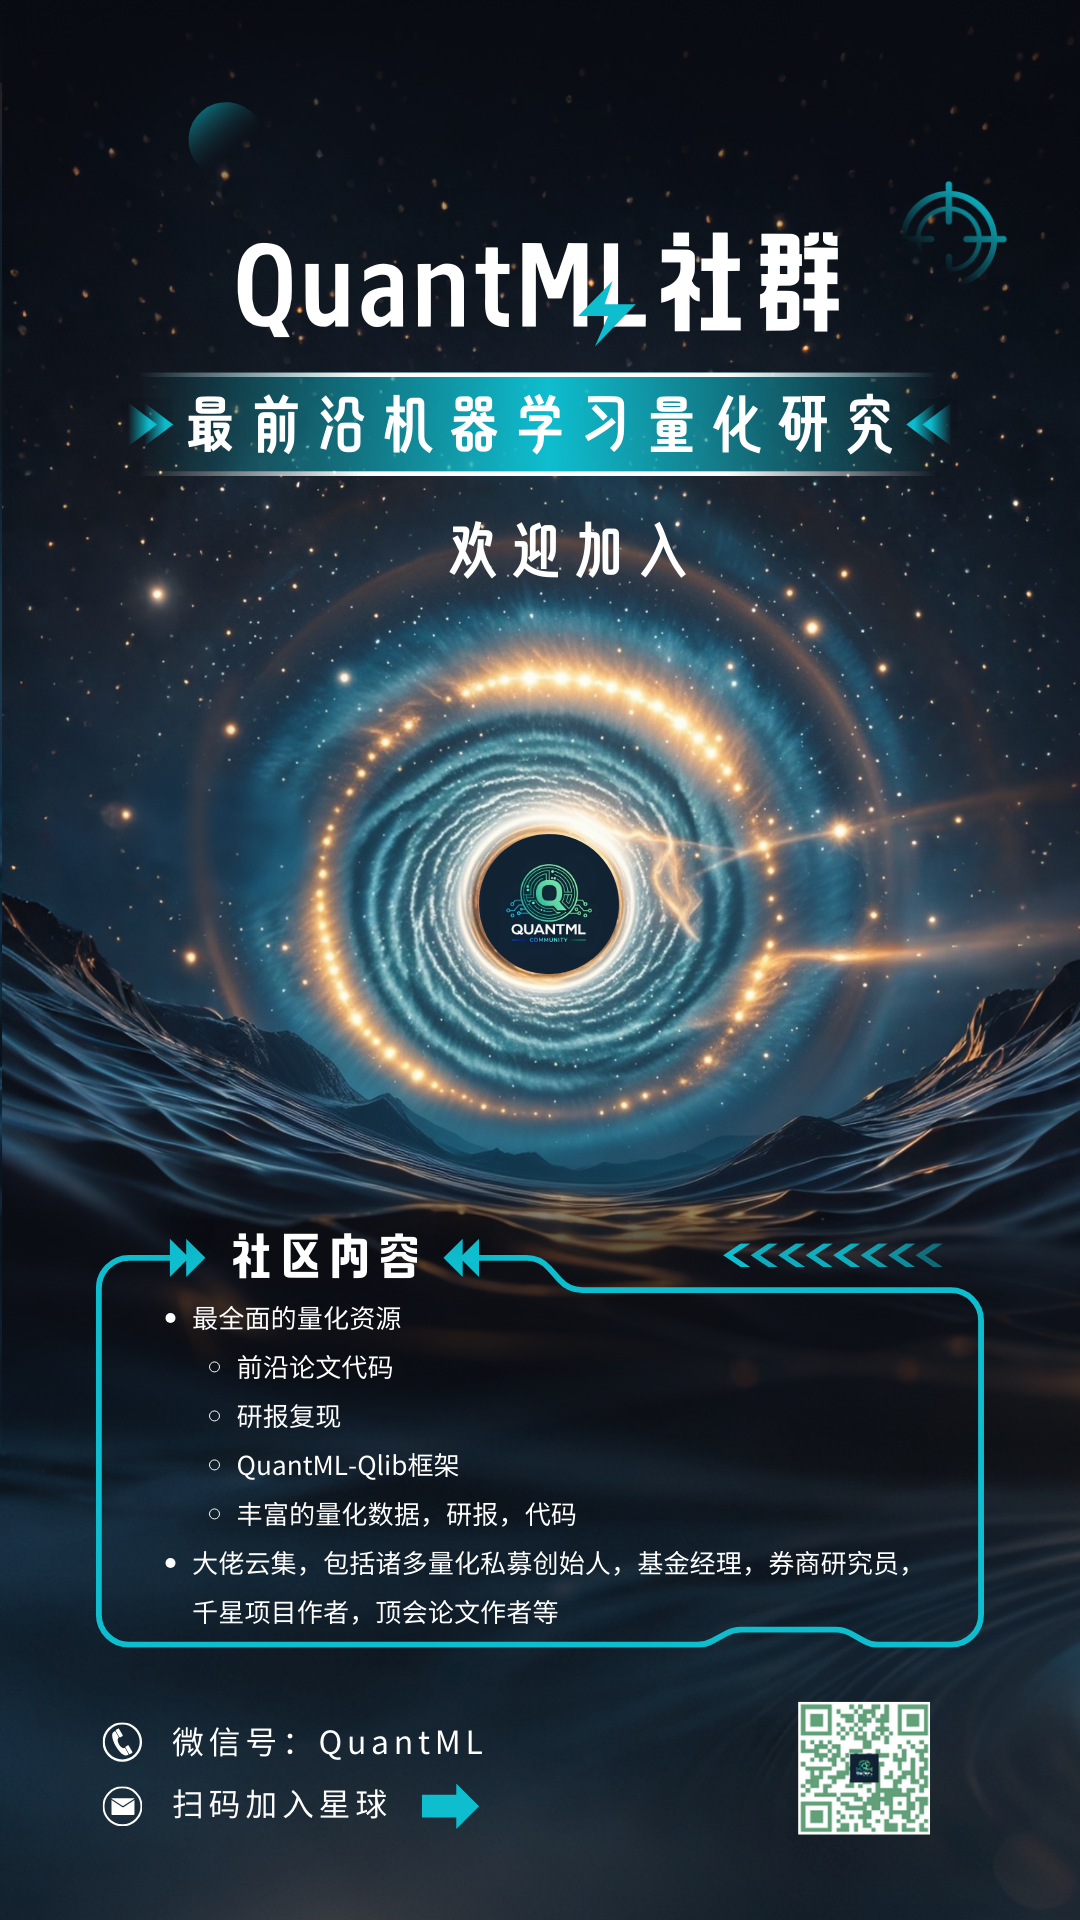 QuantML社群
最前沿机器学习量化研究
欢迎加入
Q
QUANTML
COMMUNITY
社区内容
最全面的量化资源
前沿论文代码
研报复现
QuantML-Qlib框架
丰富的量化数据，研报，代码
大佬云集，包括诸多量化私募创始人，基金经理，券商研究员，
千星项目作者，顶会论文作者等
微信号：QuantML
扫码加入星球